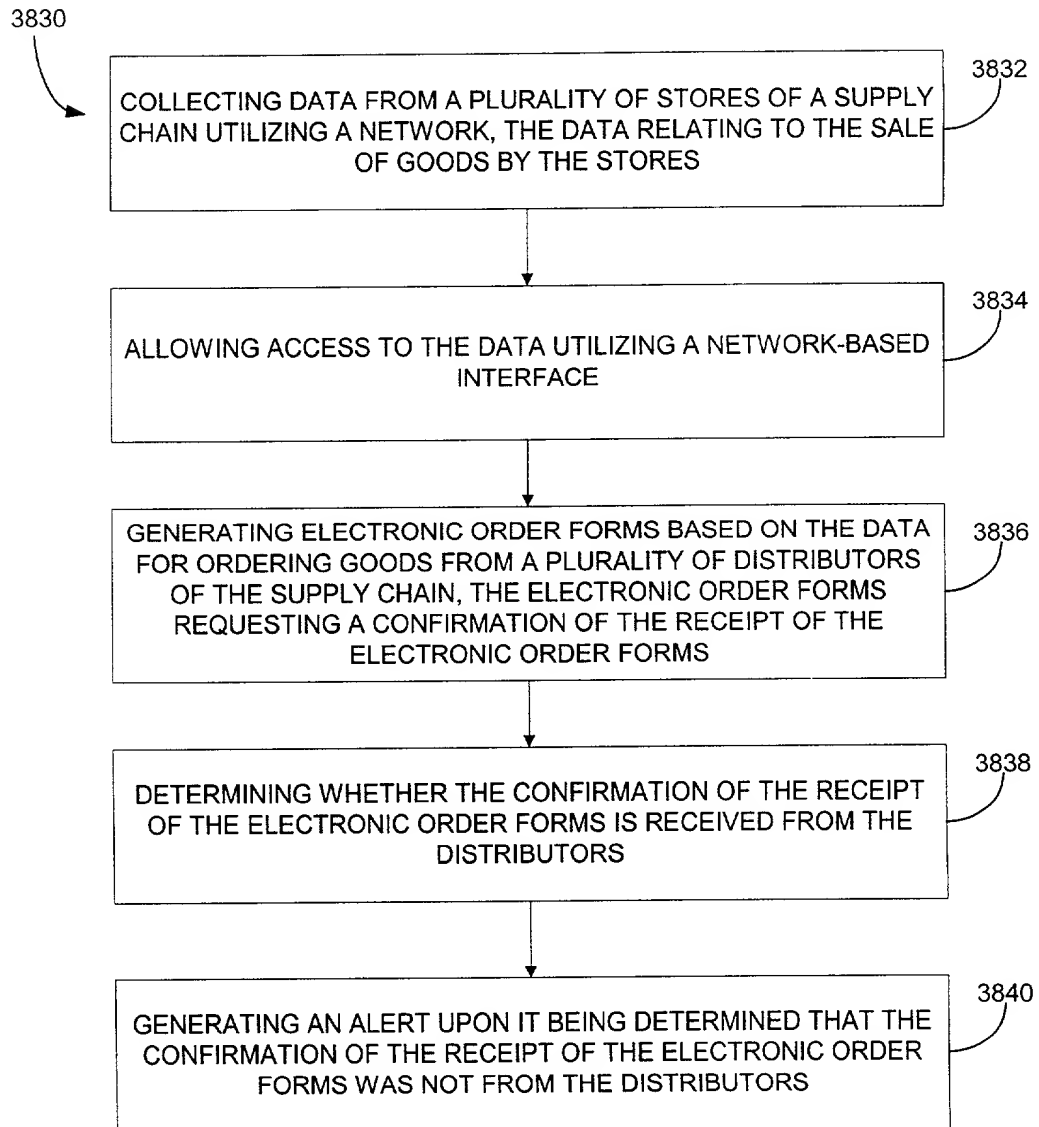 3830
3832
COLLECTING DATA FROM A PLURALITY OF STORES OF A SUPPLY
CHAIN UTILIZING A NETWORK, THE DATA RELATING TO THE SALE
OF GOODS BY THE STORES
3834
ALLOWING ACCESS TO THE DATA UTILIZING A NETWORK-BASED
INTERFACE
3836
GENERATING ELECTRONIC ORDER FORMS BASED ON THE DATA
FOR ORDERING GOODS FROM A PLURALITY OF DISTRIBUTORS
OF THE SUPPLY CHAIN, THE ELECTRONIC ORDER FORMS
REQUESTING A CONFIRMATION OF THE RECEIPT OF THE
ELECTRONIC ORDER FORMS
3838
DETERMINING WHETHER THE CONFIRMATION OF THE RECEIPT
OF THE ELECTRONIC ORDER FORMS IS RECEIVED FROM THE
DISTRIBUTORS
3840
GENERATING AN ALERT UPON IT BEING DETERMINED THAT THE
CONFIRMATION OF THE RECEIPT OF THE ELECTRONIC ORDER
FORMS WAS NOT FROM THE DISTRIBUTORS